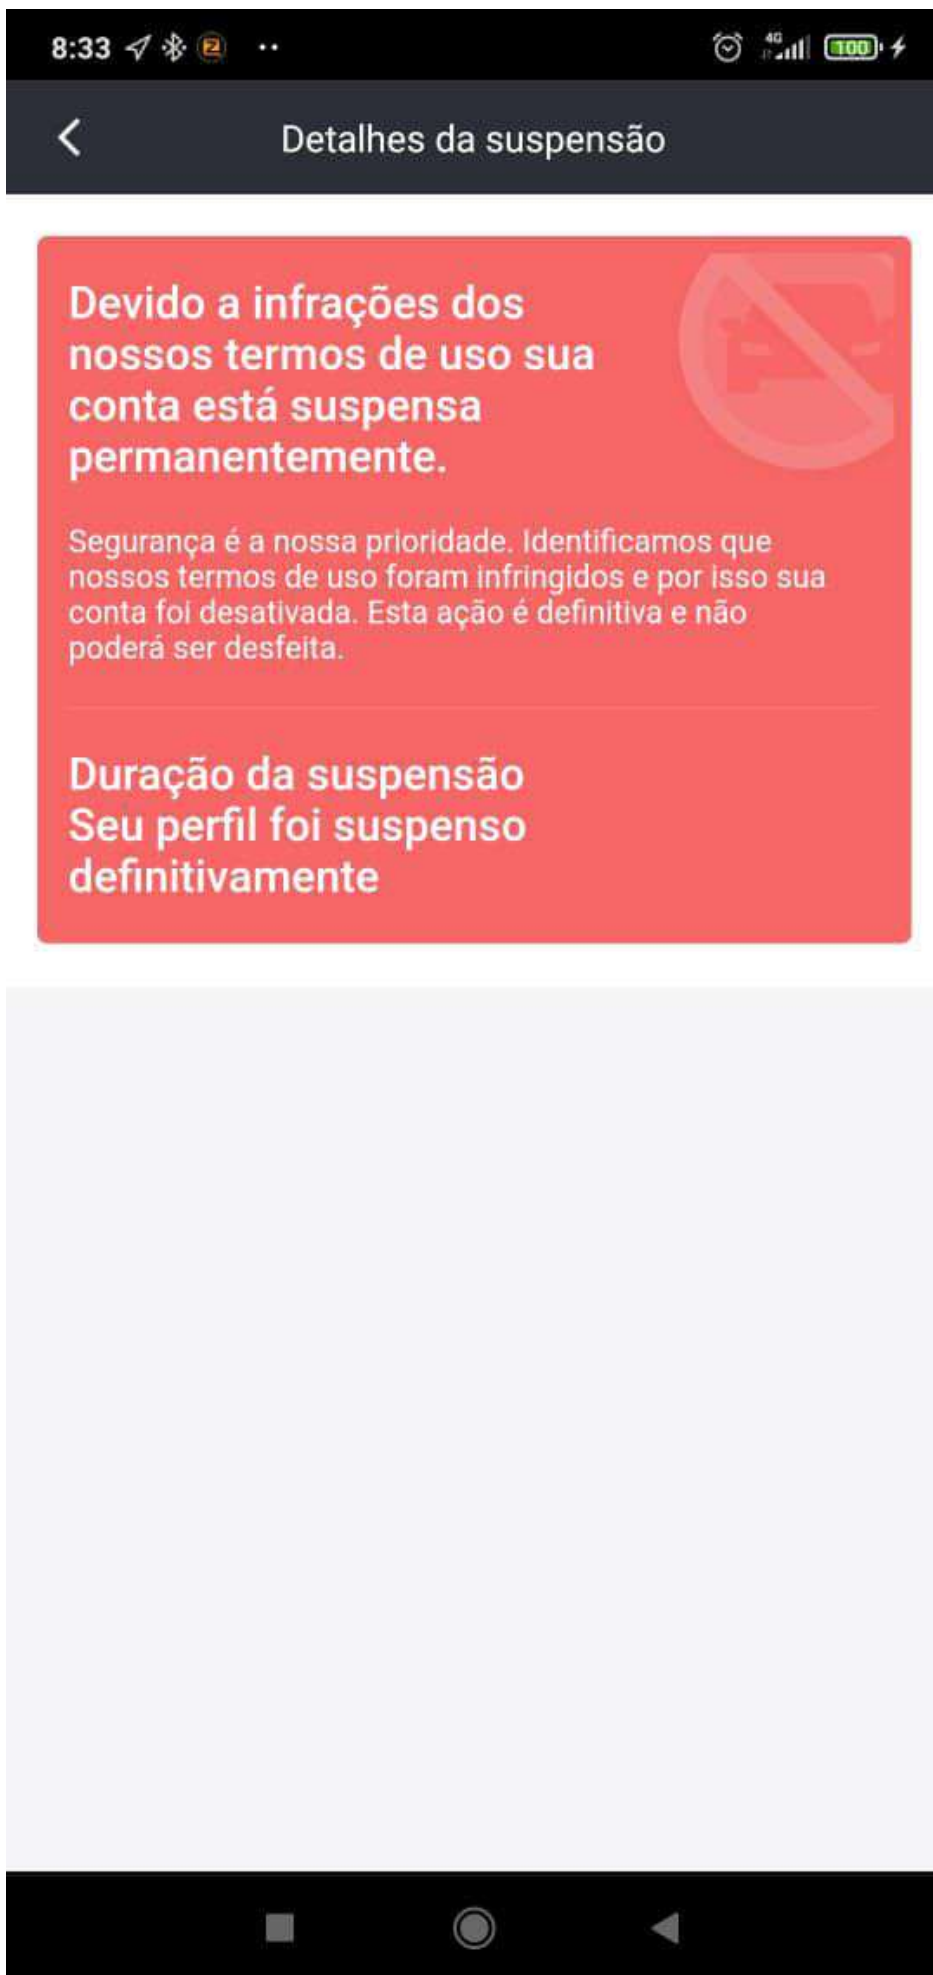 8:33
4G
100
Detalhes da suspensão
Devido a infrações dos
nossos termos de uso sua
conta está suspensa
permanentemente.
Segurança é a nossa prioridade. Identificamos que
nossos termos de uso foram infringidos e por isso sua
conta foi desativada. Esta ação é definitiva e não
poderá ser desfeita.
Duração da suspensão
Seu perfil foi suspenso
definitivamente